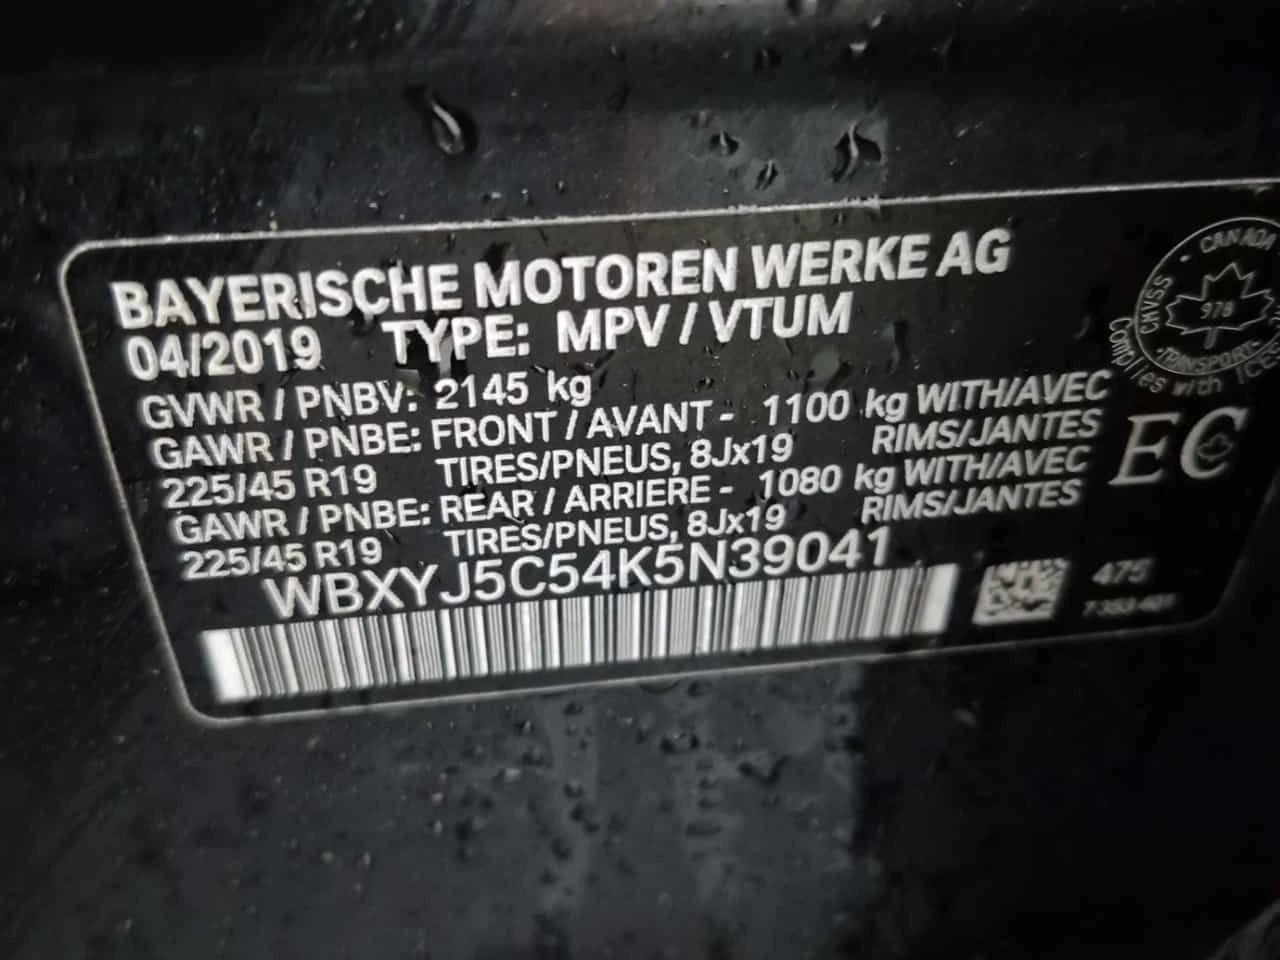 BAYERISCHE MOTOREN WERKE AG
04/2019 TYPE: MPV / VTUM
GVWR / PNBV: 2145 kg
GAWR / PNBE: FRONT / AVANT - 1100 kg WITH/AVEC
225/45 R19 TIRES/PNEUS, 8Jx19 RIMS/JANTES
GAWR / PNBE: REAR / ARRIERE - 1080 kg WITH/AVEC
225/45 R19 TIRES/PNEUS, 8Jx19 RIMS/JANTES
WBXYJ5C54K5N39041
CMVSS · CANADA
978
·TRANSPORT·
Complies with ICES
EC
475